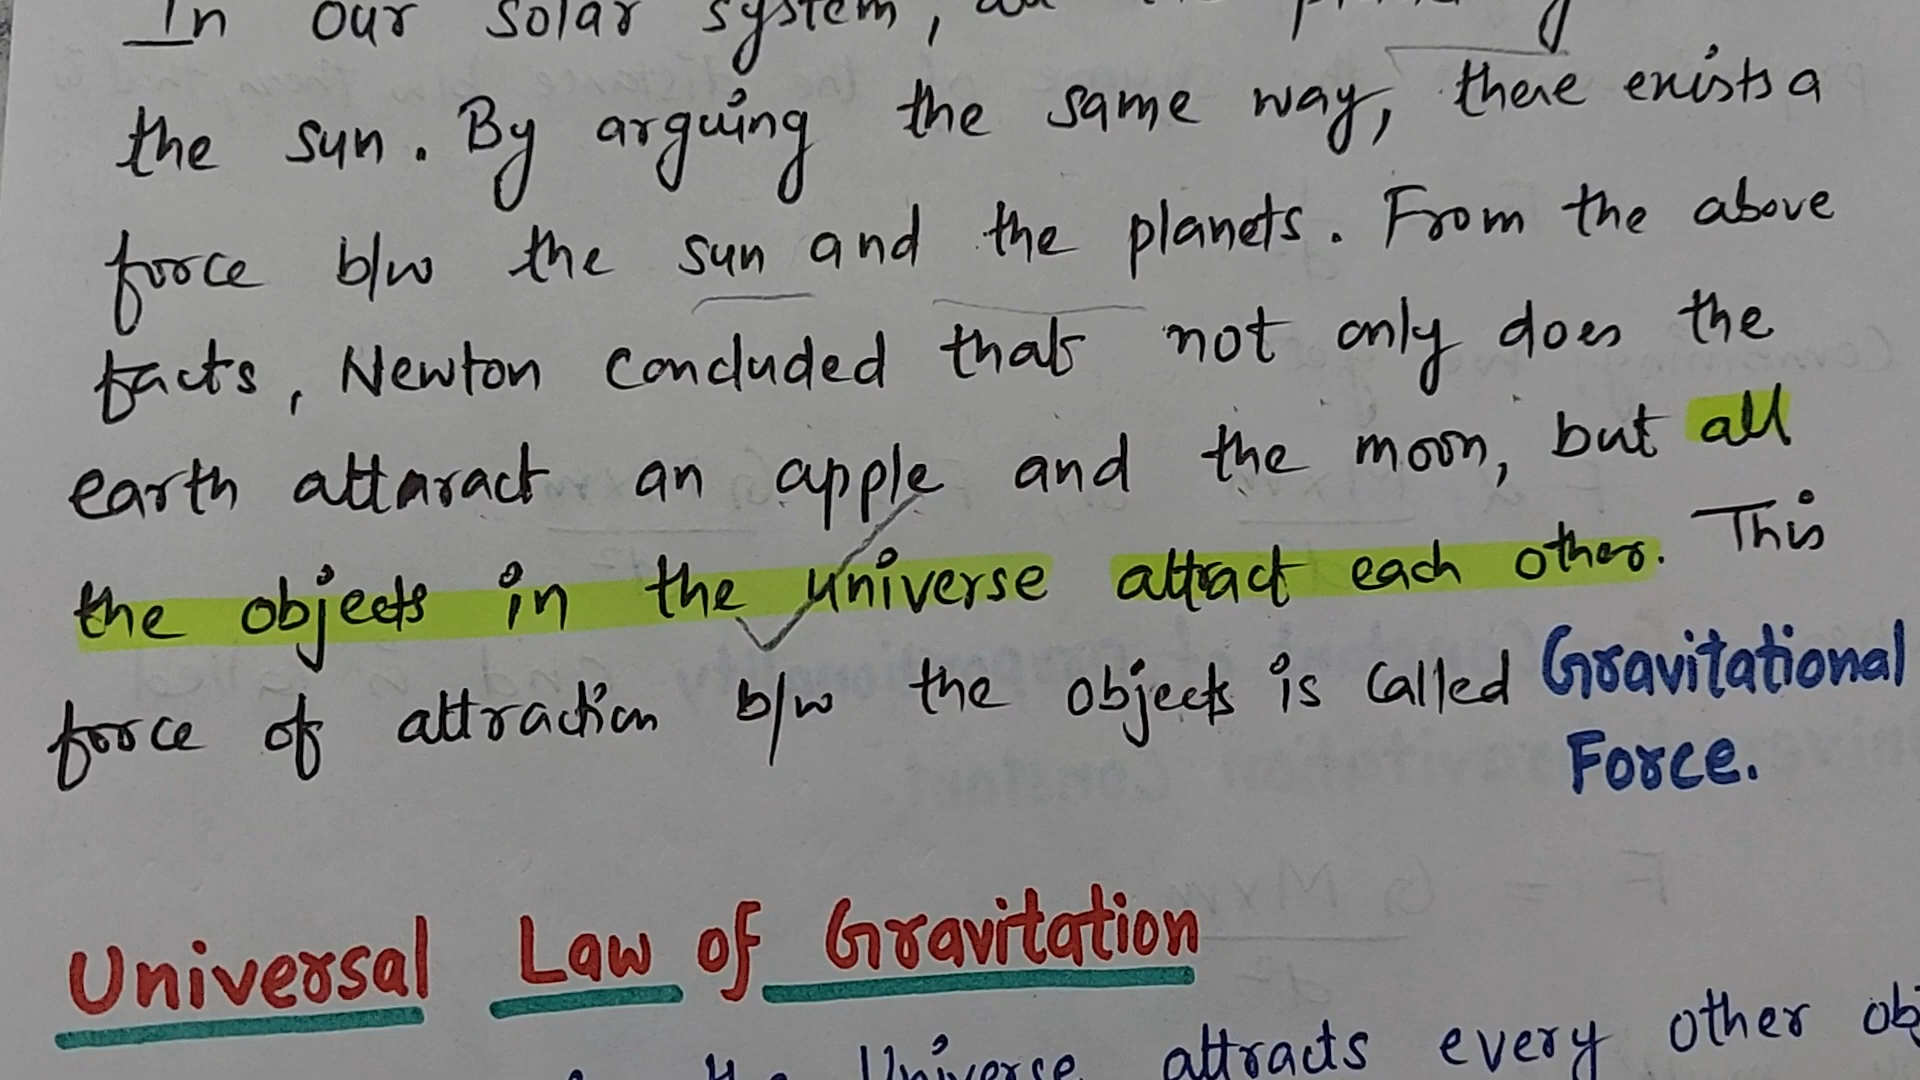 In our solar system,
the sun. By arguing the same way, there exists a
force b/w the sun and the planets. From the above
facts, Newton concluded that not only does the
earth attaract an apple and the moon, but all
the objects in the universe attract each other. This
force of attraction b/w the objects is called Gravitational
Force.
Universal Law of Gravitation
the Universe attracts every other